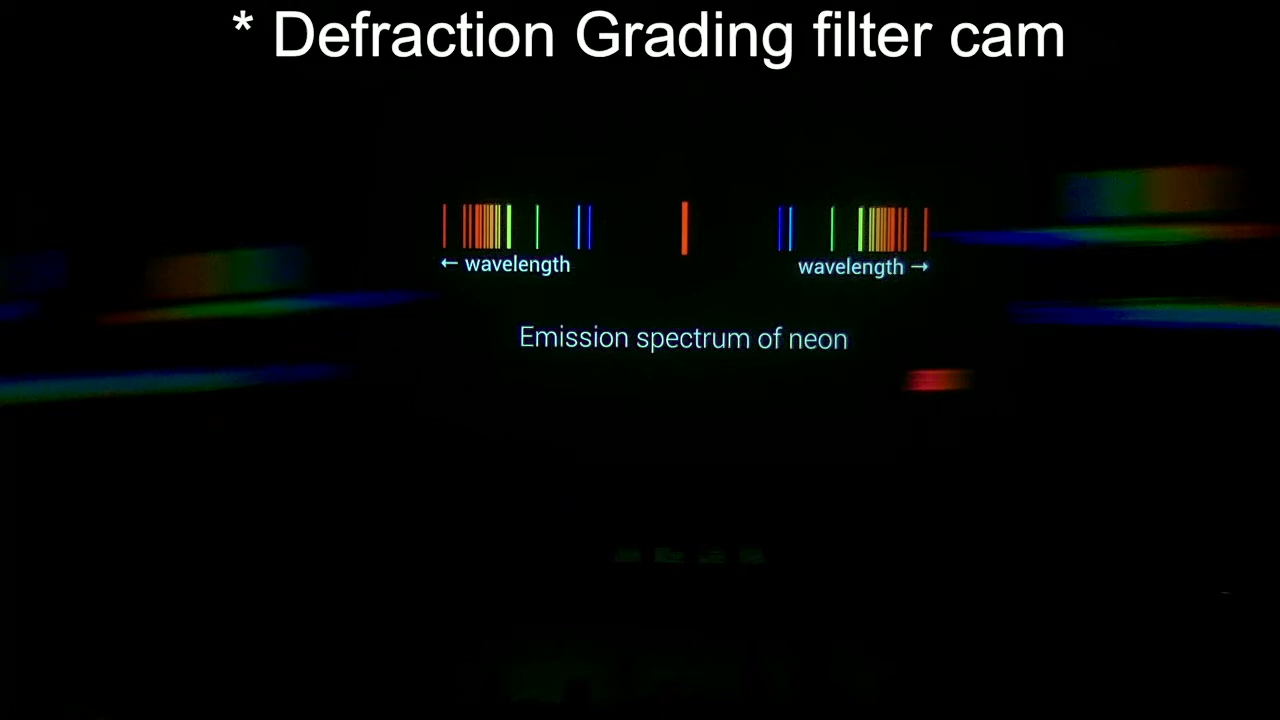 * Defraction Grading filter cam
← wavelength
wavelength →
Emission spectrum of neon